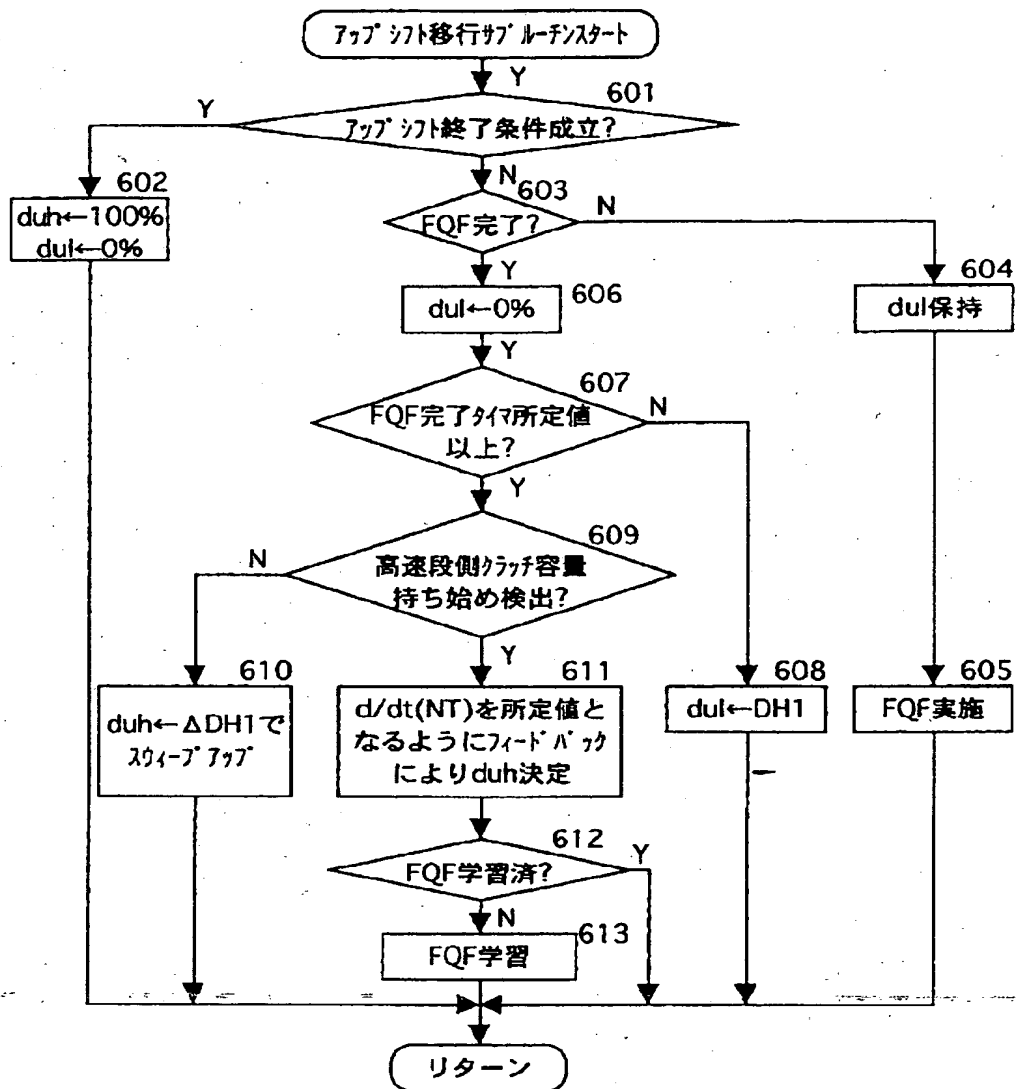 アップシフト移行サブルーチンスタート
Y
601
Y
アップシフト終了条件成立?
N
602
duh←100%
dul←0%
603
FQF完了?
N
Y
604
dul保持
606
dul←0%
Y
607
FQF完了タイマ所定値
以上?
N
Y
609
高速段側クラッチ容量
持ち始め検出?
N
Y
610
duh←ΔDH1で
スウィープアップ
611
d/dt(NT)を所定値と
なるようにフィードバック
によりduh決定
608
dul←DH1
605
FQF実施
612
FQF学習済?
Y
N
613
FQF学習
リターン